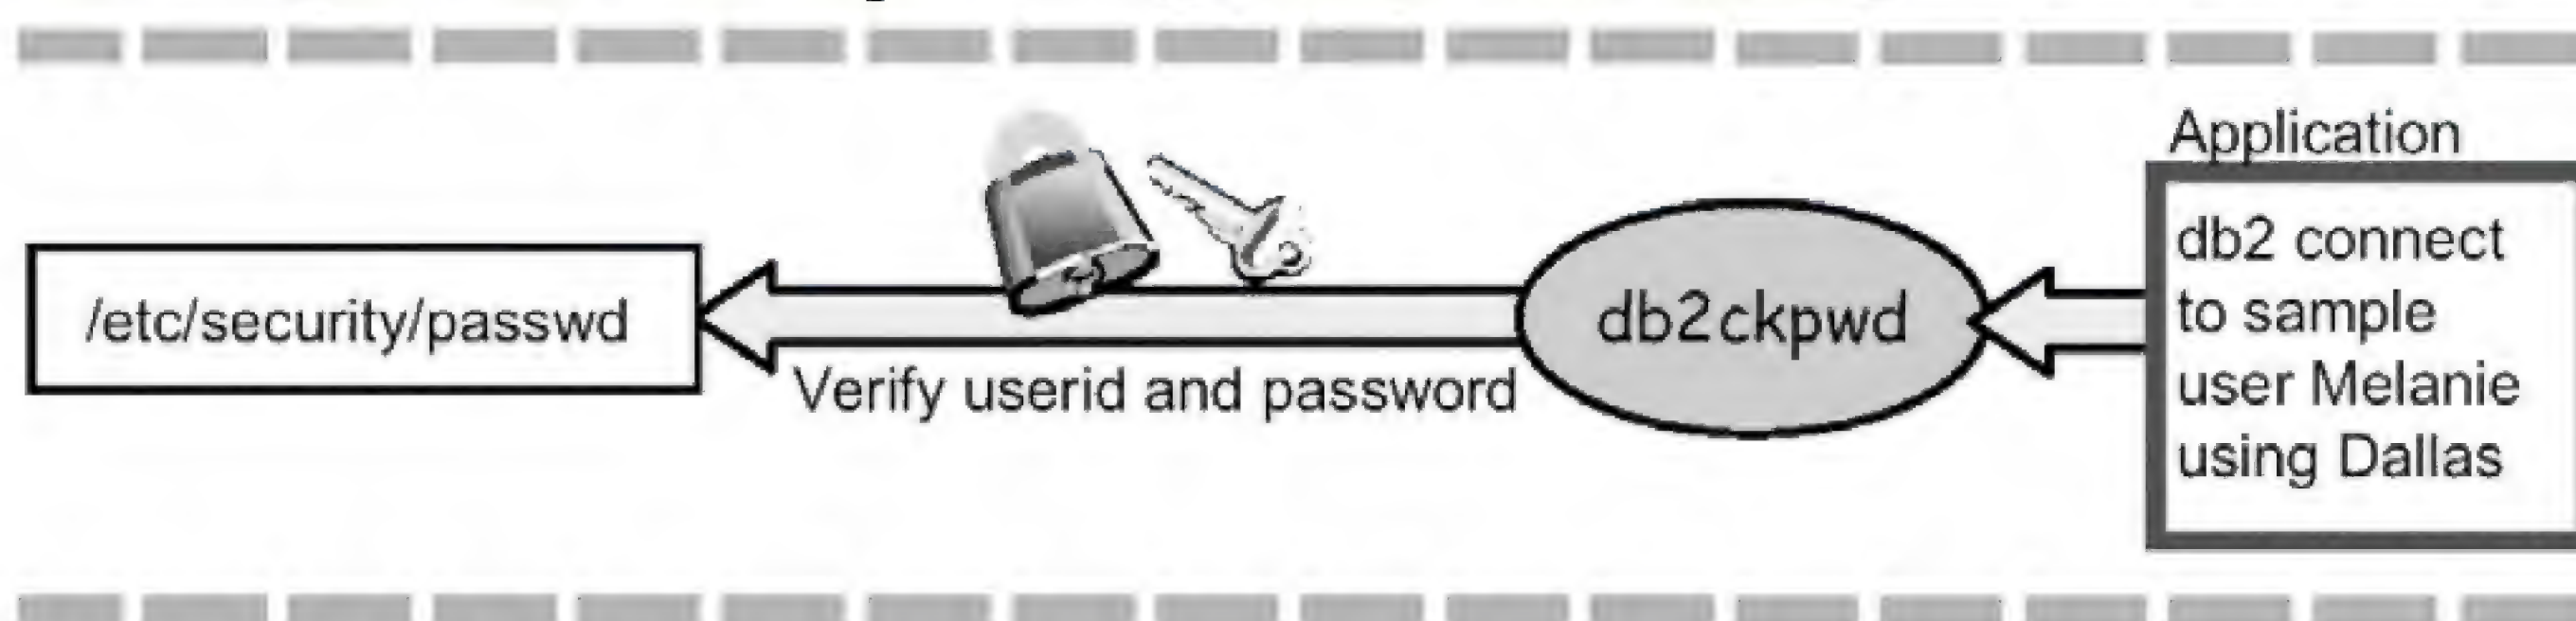 Application
db2 connect
to sample
user Melanie
using Dallas
db2ckpwd
/etc/security/passwd
Verify userid and password